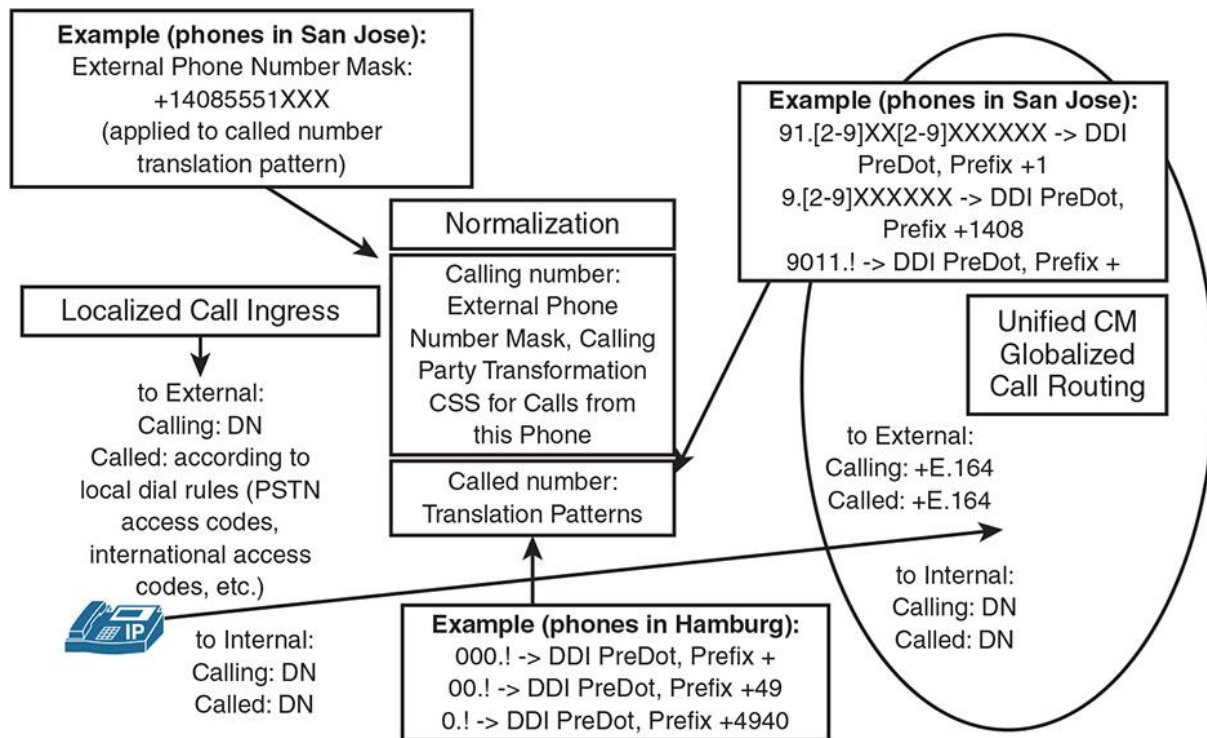 Example (phones in San Jose):
External Phone Number Mask:
+14085551XXX
(applied to called number
translation pattern)
Example (phones in San Jose):
91.[2-9]XX[2-9]XXXXXX -> DDI
PreDot, Prefix +1
9.[2-9]XXXXXX -> DDI PreDot,
Prefix +1408
9011.! -> DDI PreDot, Prefix +
Normalization
Calling number:
External Phone
Number Mask, Calling
Party Transformation
CSS for Calls from
this Phone
Called number:
Translation Patterns
Localized Call Ingress
to External:
Calling: DN
Called: according to
local dial rules (PSTN
access codes,
international access
codes, etc.)
IP
to Internal:
Calling: DN
Called: DN
Unified CM
Globalized
Call Routing
to External:
Calling: +E.164
Called: +E.164
to Internal:
Calling: DN
Called: DN
Example (phones in Hamburg):
000.! -> DDI PreDot, Prefix +
00.! -> DDI PreDot, Prefix +49
0.! -> DDI PreDot, Prefix +4940